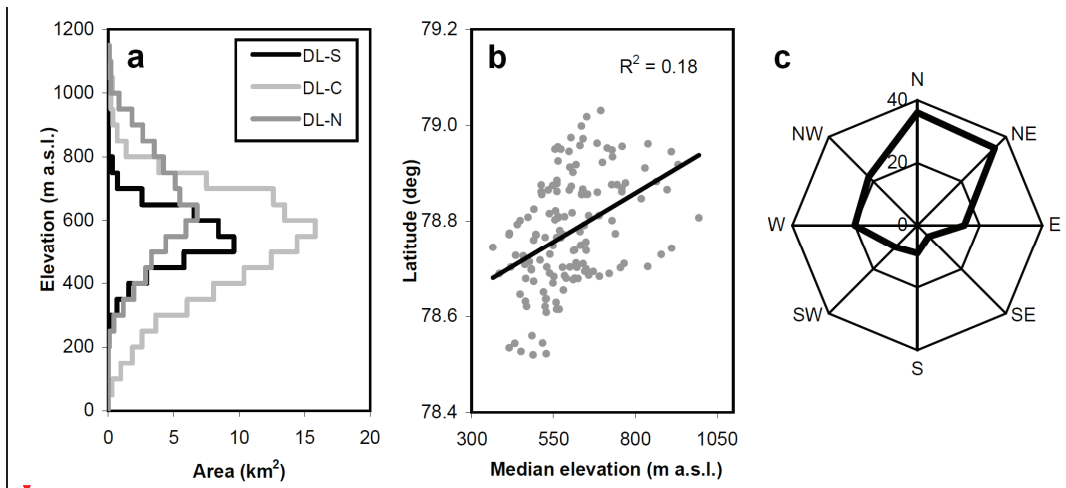 a
1200
1000
800
600
400
200
0
0 5 10 15 20
Elevation (m a.s.l.)
Area (km²)
DL-S
DL-C
DL-N
b
R² = 0.18
79.2
79.0
78.8
78.6
78.4
300 550 800 1050
Latitude (deg)
Median elevation (m a.s.l.)
c
N
40
NW
NE
20
W
0
E
SW
SE
S